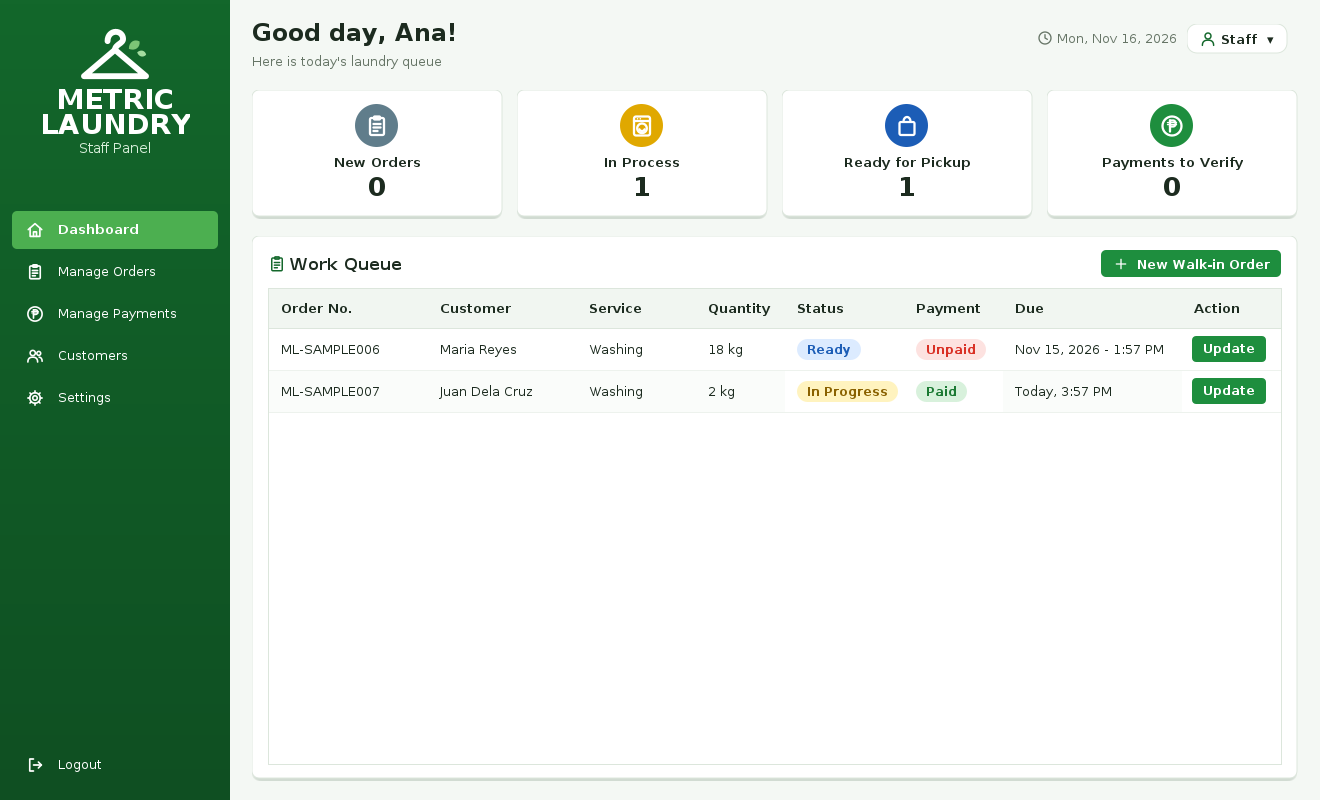 METRIC
LAUNDRY
Staff Panel
Dashboard
Manage Orders
Manage Payments
Customers
Settings
Logout
Good day, Ana!
Here is today's laundry queue
Mon, Nov 16, 2026
Staff ▾
New Orders
0
In Process
1
Ready for Pickup
1
Payments to Verify
0
Work Queue
+ New Walk-in Order
Order No. Customer Service Quantity Status Payment Due Action
ML-SAMPLE006 Maria Reyes Washing 18 kg Ready Unpaid Nov 15, 2026 - 1:57 PM Update
ML-SAMPLE007 Juan Dela Cruz Washing 2 kg In Progress Paid Today, 3:57 PM Update